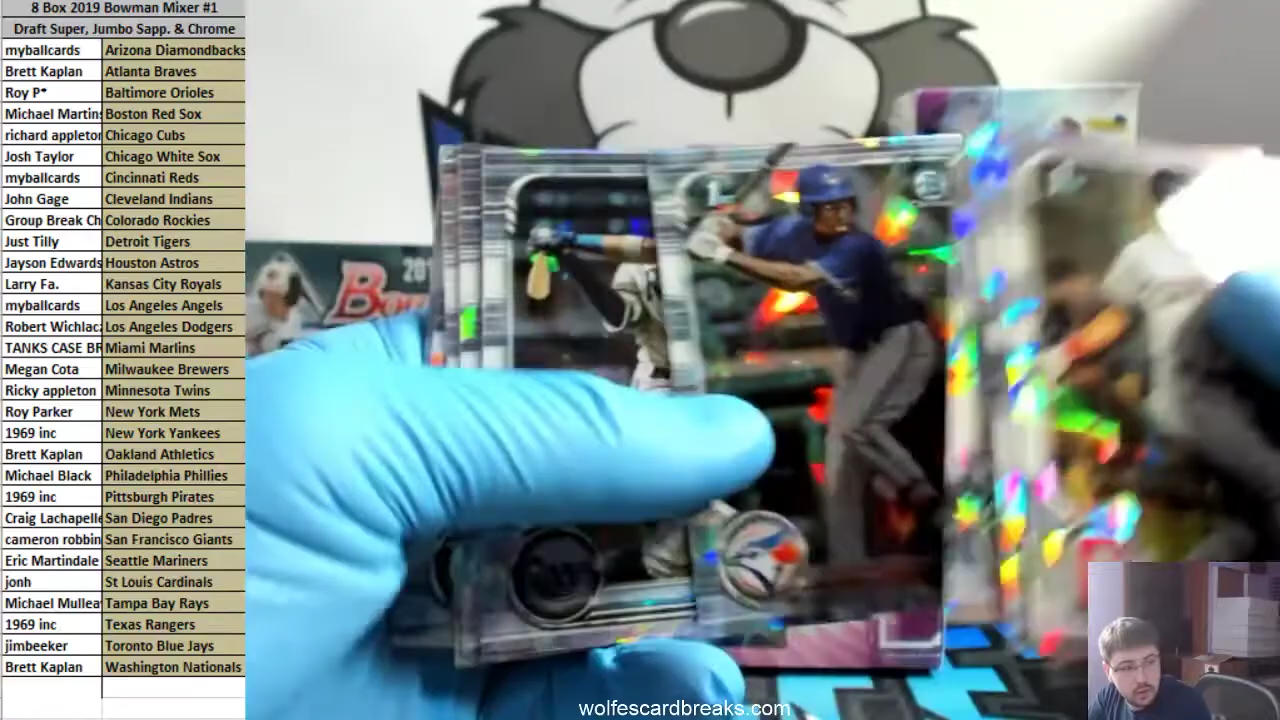 8 Box 2019 Bowman Mixer #1
Draft Super, Jumbo Sapp. & Chrome
myballcards Arizona Diamondbacks
Brett Kaplan Atlanta Braves
Roy P* Baltimore Orioles
Michael Martins Boston Red Sox
richard appleton Chicago Cubs
Josh Taylor Chicago White Sox
myballcards Cincinnati Reds
John Gage Cleveland Indians
Group Break Ch Colorado Rockies
Just Tilly Detroit Tigers
Jayson Edwards Houston Astros
Larry Fa. Kansas City Royals
myballcards Los Angeles Angels
Robert Wichlac Los Angeles Dodgers
TANKS CASE BR Miami Marlins
Megan Cota Milwaukee Brewers
Ricky appleton Minnesota Twins
Roy Parker New York Mets
1969 inc New York Yankees
Brett Kaplan Oakland Athletics
Michael Black Philadelphia Phillies
1969 inc Pittsburgh Pirates
Craig Lachapelle San Diego Padres
cameron robbin San Francisco Giants
Eric Martindale Seattle Mariners
jonh St Louis Cardinals
Michael Mullea Tampa Bay Rays
1969 inc Texas Rangers
jimbeeker Toronto Blue Jays
Brett Kaplan Washington Nationals
wolfescardbreaks.com